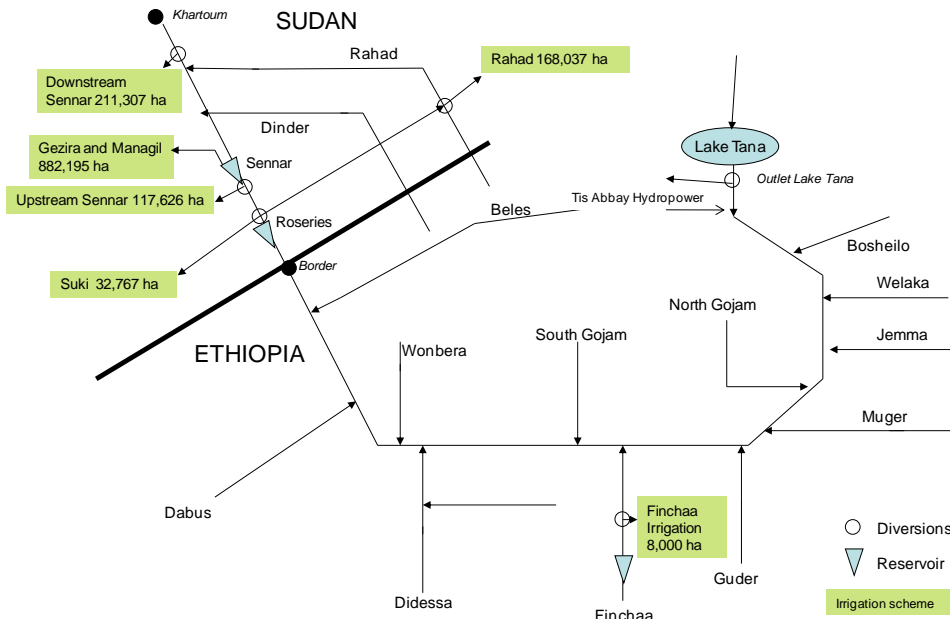 Khartoum
SUDAN
Rahad
Rahad 168,037 ha
Downstream
Sennar 211,307 ha
Dinder
Gezira and Managil
882,195 ha
Sennar
Upstream Sennar 117,626 ha
Roseries
Suki 32,767 ha
Border
Lake Tana
Outlet Lake Tana
Tis Abbay Hydropower
Beles
Bosheilo
Welaka
North Gojam
Jemma
ETHIOPIA
Wonbera
South Gojam
Muger
Dabus
Finchaa
Irrigation
8,000 ha
Didessa
Finchaa
Guder
Diversions
Reservoir
Irrigation scheme